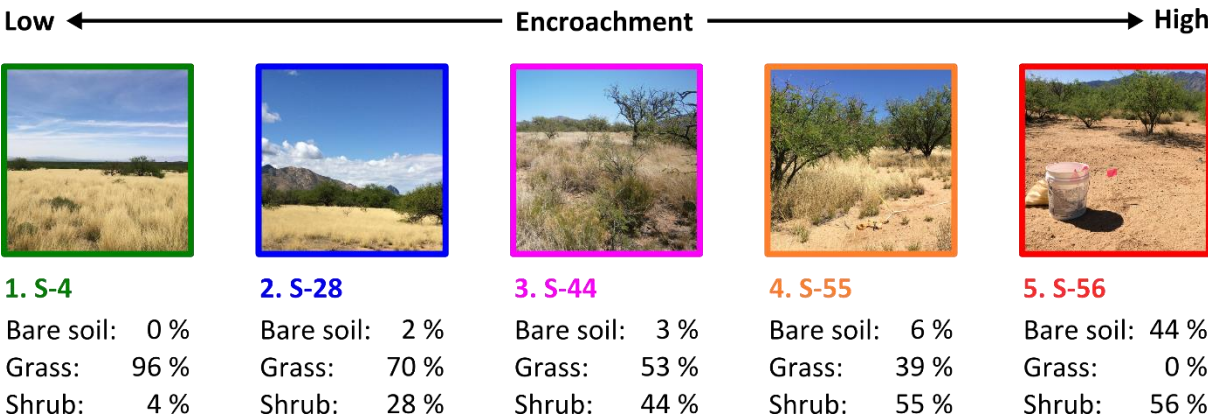 Low Encroachment High
1. S-4
Bare soil: 0 %
Grass: 96 %
Shrub: 4 %
2. S-28
Bare soil: 2 %
Grass: 70 %
Shrub: 28 %
3. S-44
Bare soil: 3 %
Grass: 53 %
Shrub: 44 %
4. S-55
Bare soil: 6 %
Grass: 39 %
Shrub: 55 %
5. S-56
Bare soil: 44 %
Grass: 0 %
Shrub: 56 %